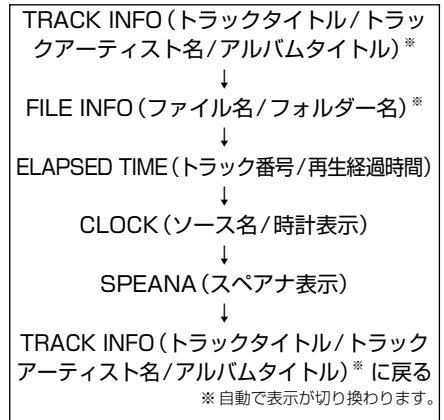 TRACK INFO（トラックタイトル/トラッ
クアーティスト名/アルバムタイトル）※
↓
FILE INFO（ファイル名/フォルダー名）※
↓
ELAPSED TIME（トラック番号/再生経過時間）
↓
CLOCK（ソース名/時計表示）
↓
SPEANA（スペアナ表示）
↓
TRACK INFO（トラックタイトル/トラック
アーティスト名/アルバムタイトル）※ に戻る
※自動で表示が切り換わります。